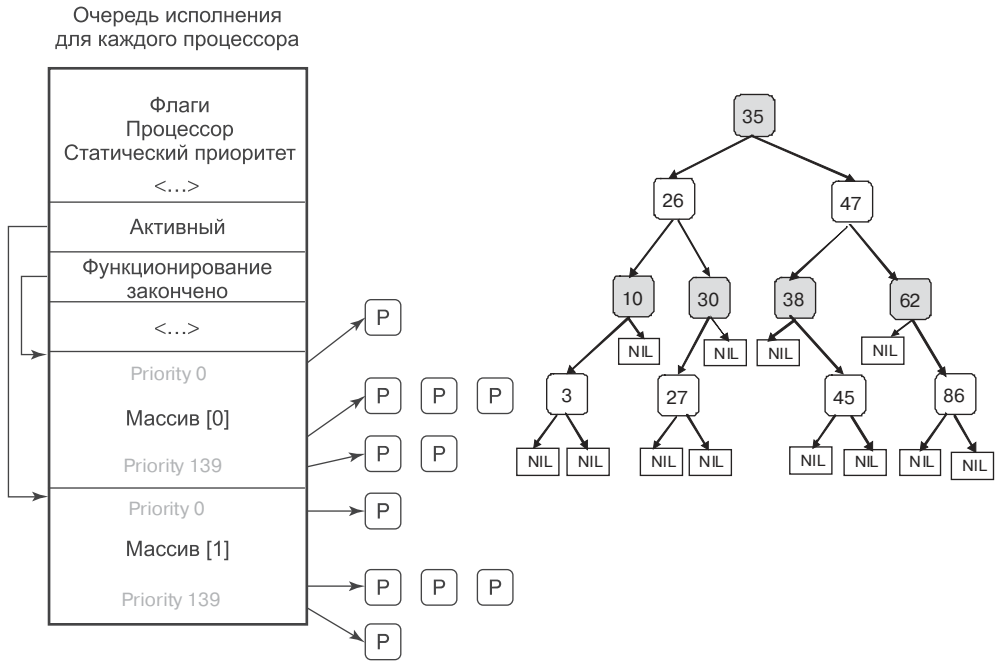 Очередь исполнения
для каждого процессора
Флаги
Процессор
Статический приоритет
<...>
Активный
Функционирование
закончено
<...>
Priority 0
Массив [0]
Priority 139
Priority 0
Массив [1]
Priority 139
P
P P P
P P
P
P P P
P
35
26 47
10 30 38 62
NIL NIL NIL NIL
3 27 45 86
NIL NIL NIL NIL NIL NIL NIL NIL